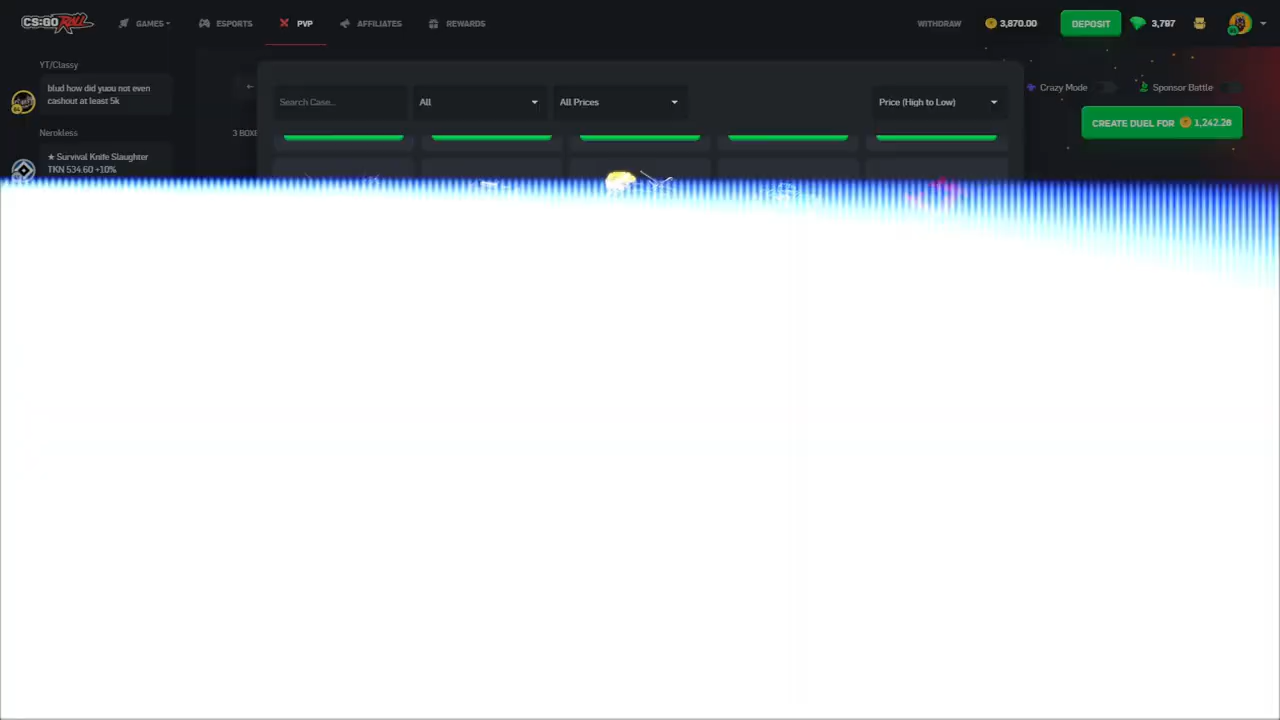 CS:GO ROLL
GAMES
ESPORTS
PVP
AFFILIATES
REWARDS
WITHDRAW
3,870.00
DEPOSIT
3,797
YT/Classy
blud how did yuou not even
cashout at least 5k
Nerokless
★ Survival Knife Slaughter
TKN 534.60 +10%
3 BOXE
Search Case...
All
All Prices
Price (High to Low)
Crazy Mode
Sponsor Battle
CREATE DUEL FOR 1,242.28